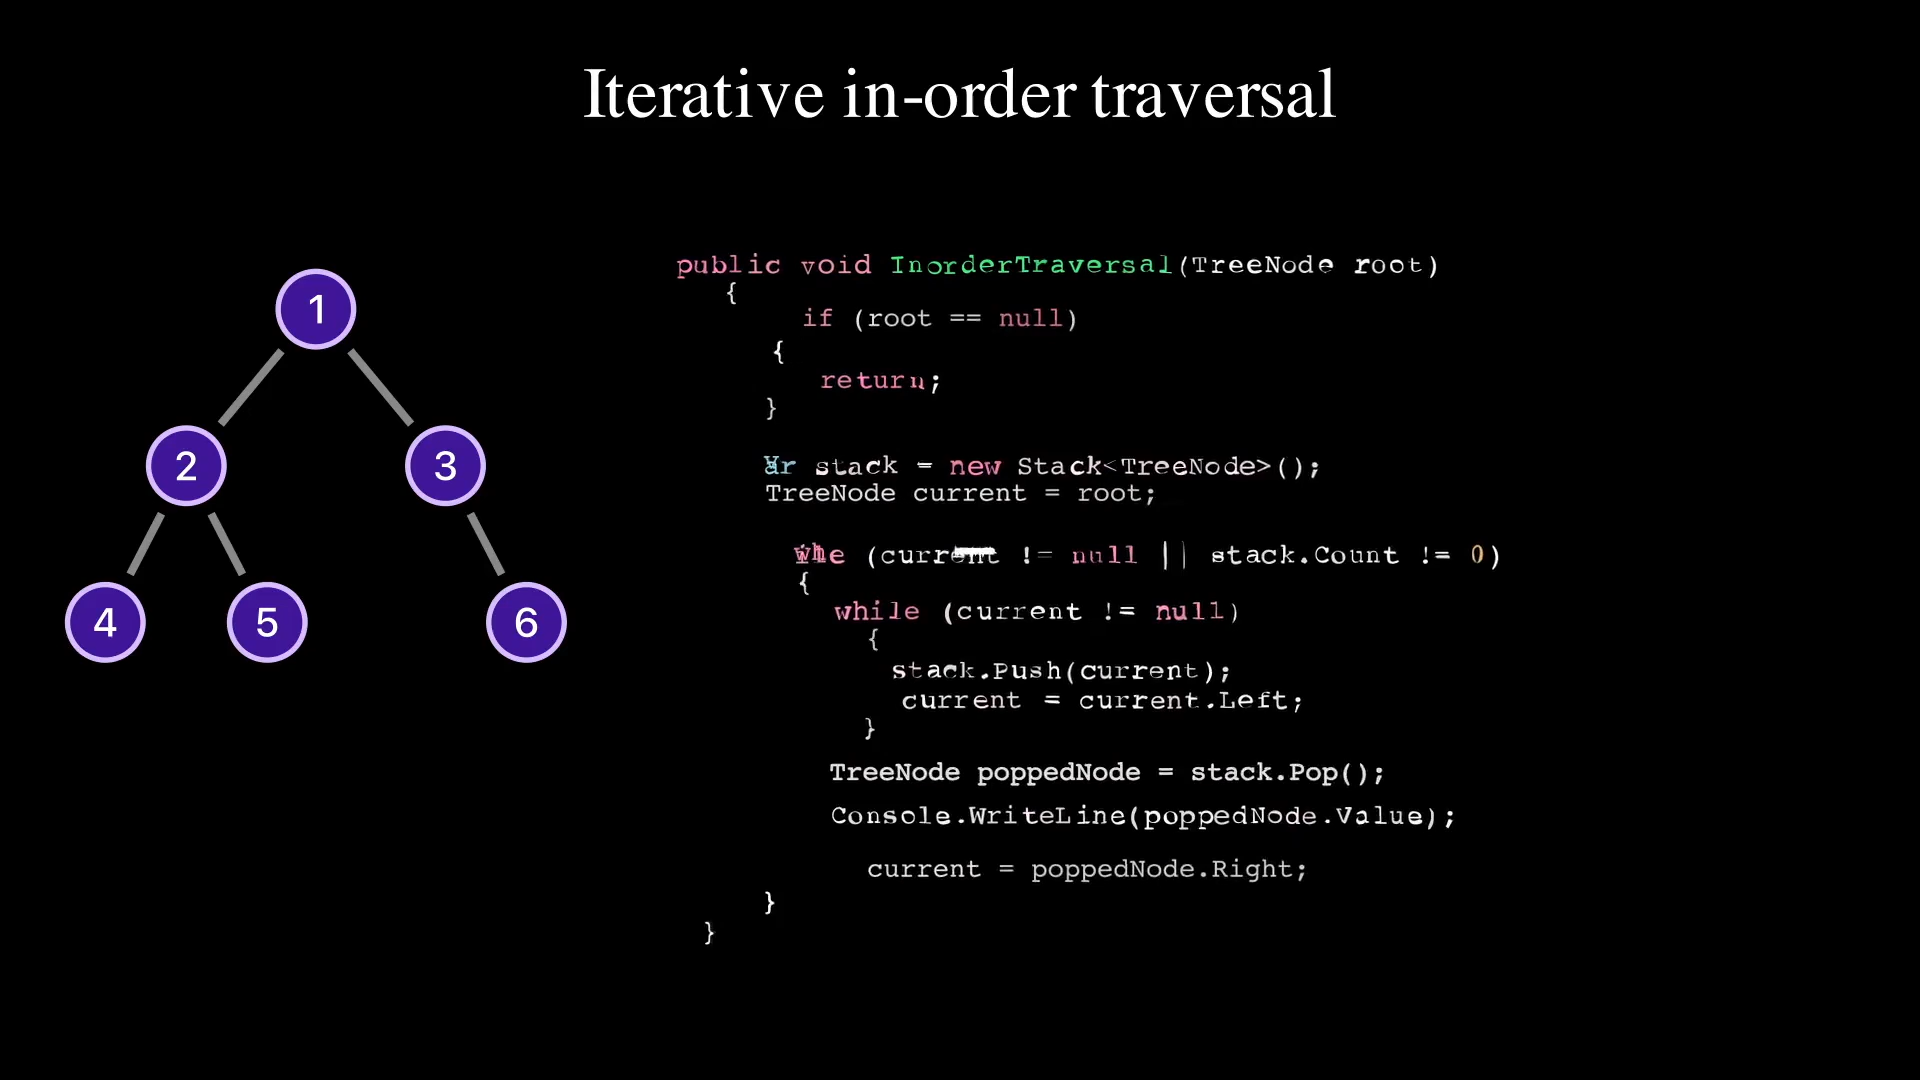 Iterative in-order traversal
1
2
3
4
5
6
public void InorderTraversal(TreeNode root)
{
if (root == null)
{
return;
}
stack = new Stack<TreeNode>();
TreeNode current = root;
(current != null || stack.Count != 0)
{
while (current != null)
{
stack.Push(current);
current = current.Left;
}
TreeNode poppedNode = stack.Pop();
Console.WriteLine(poppedNode.Value);
current = poppedNode.Right;
}
}